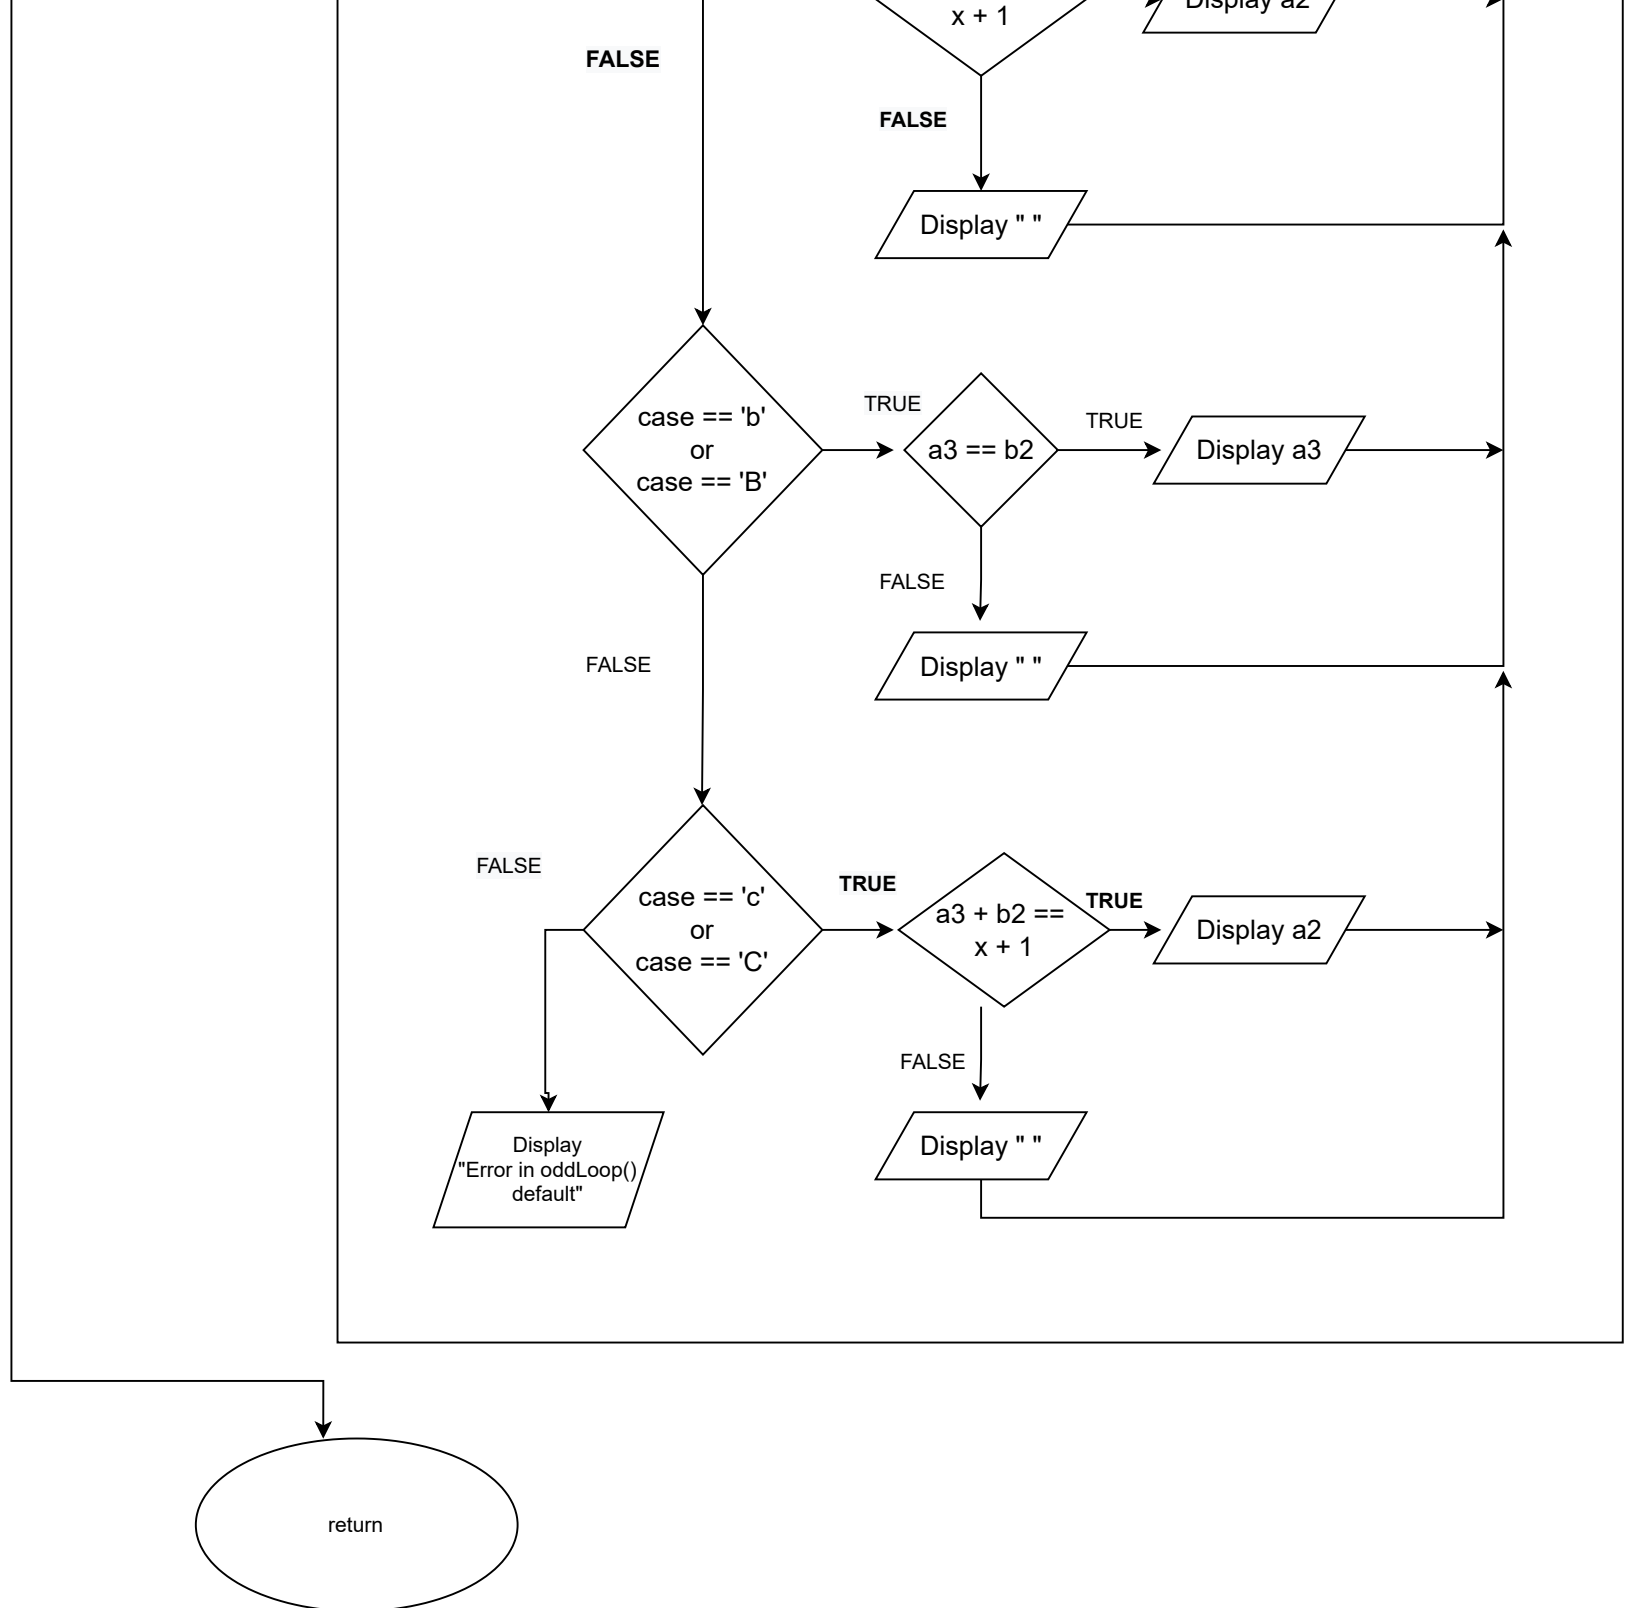 Display a2
x + 1
FALSE
FALSE
Display " "
case == 'b'
or
case == 'B'
TRUE
a3 == b2
TRUE
Display a3
FALSE
Display " "
FALSE
FALSE
case == 'c'
or
case == 'C'
TRUE
a3 + b2 ==
x + 1
TRUE
Display a2
FALSE
Display " "
Display
"Error in oddLoop()
default"
return